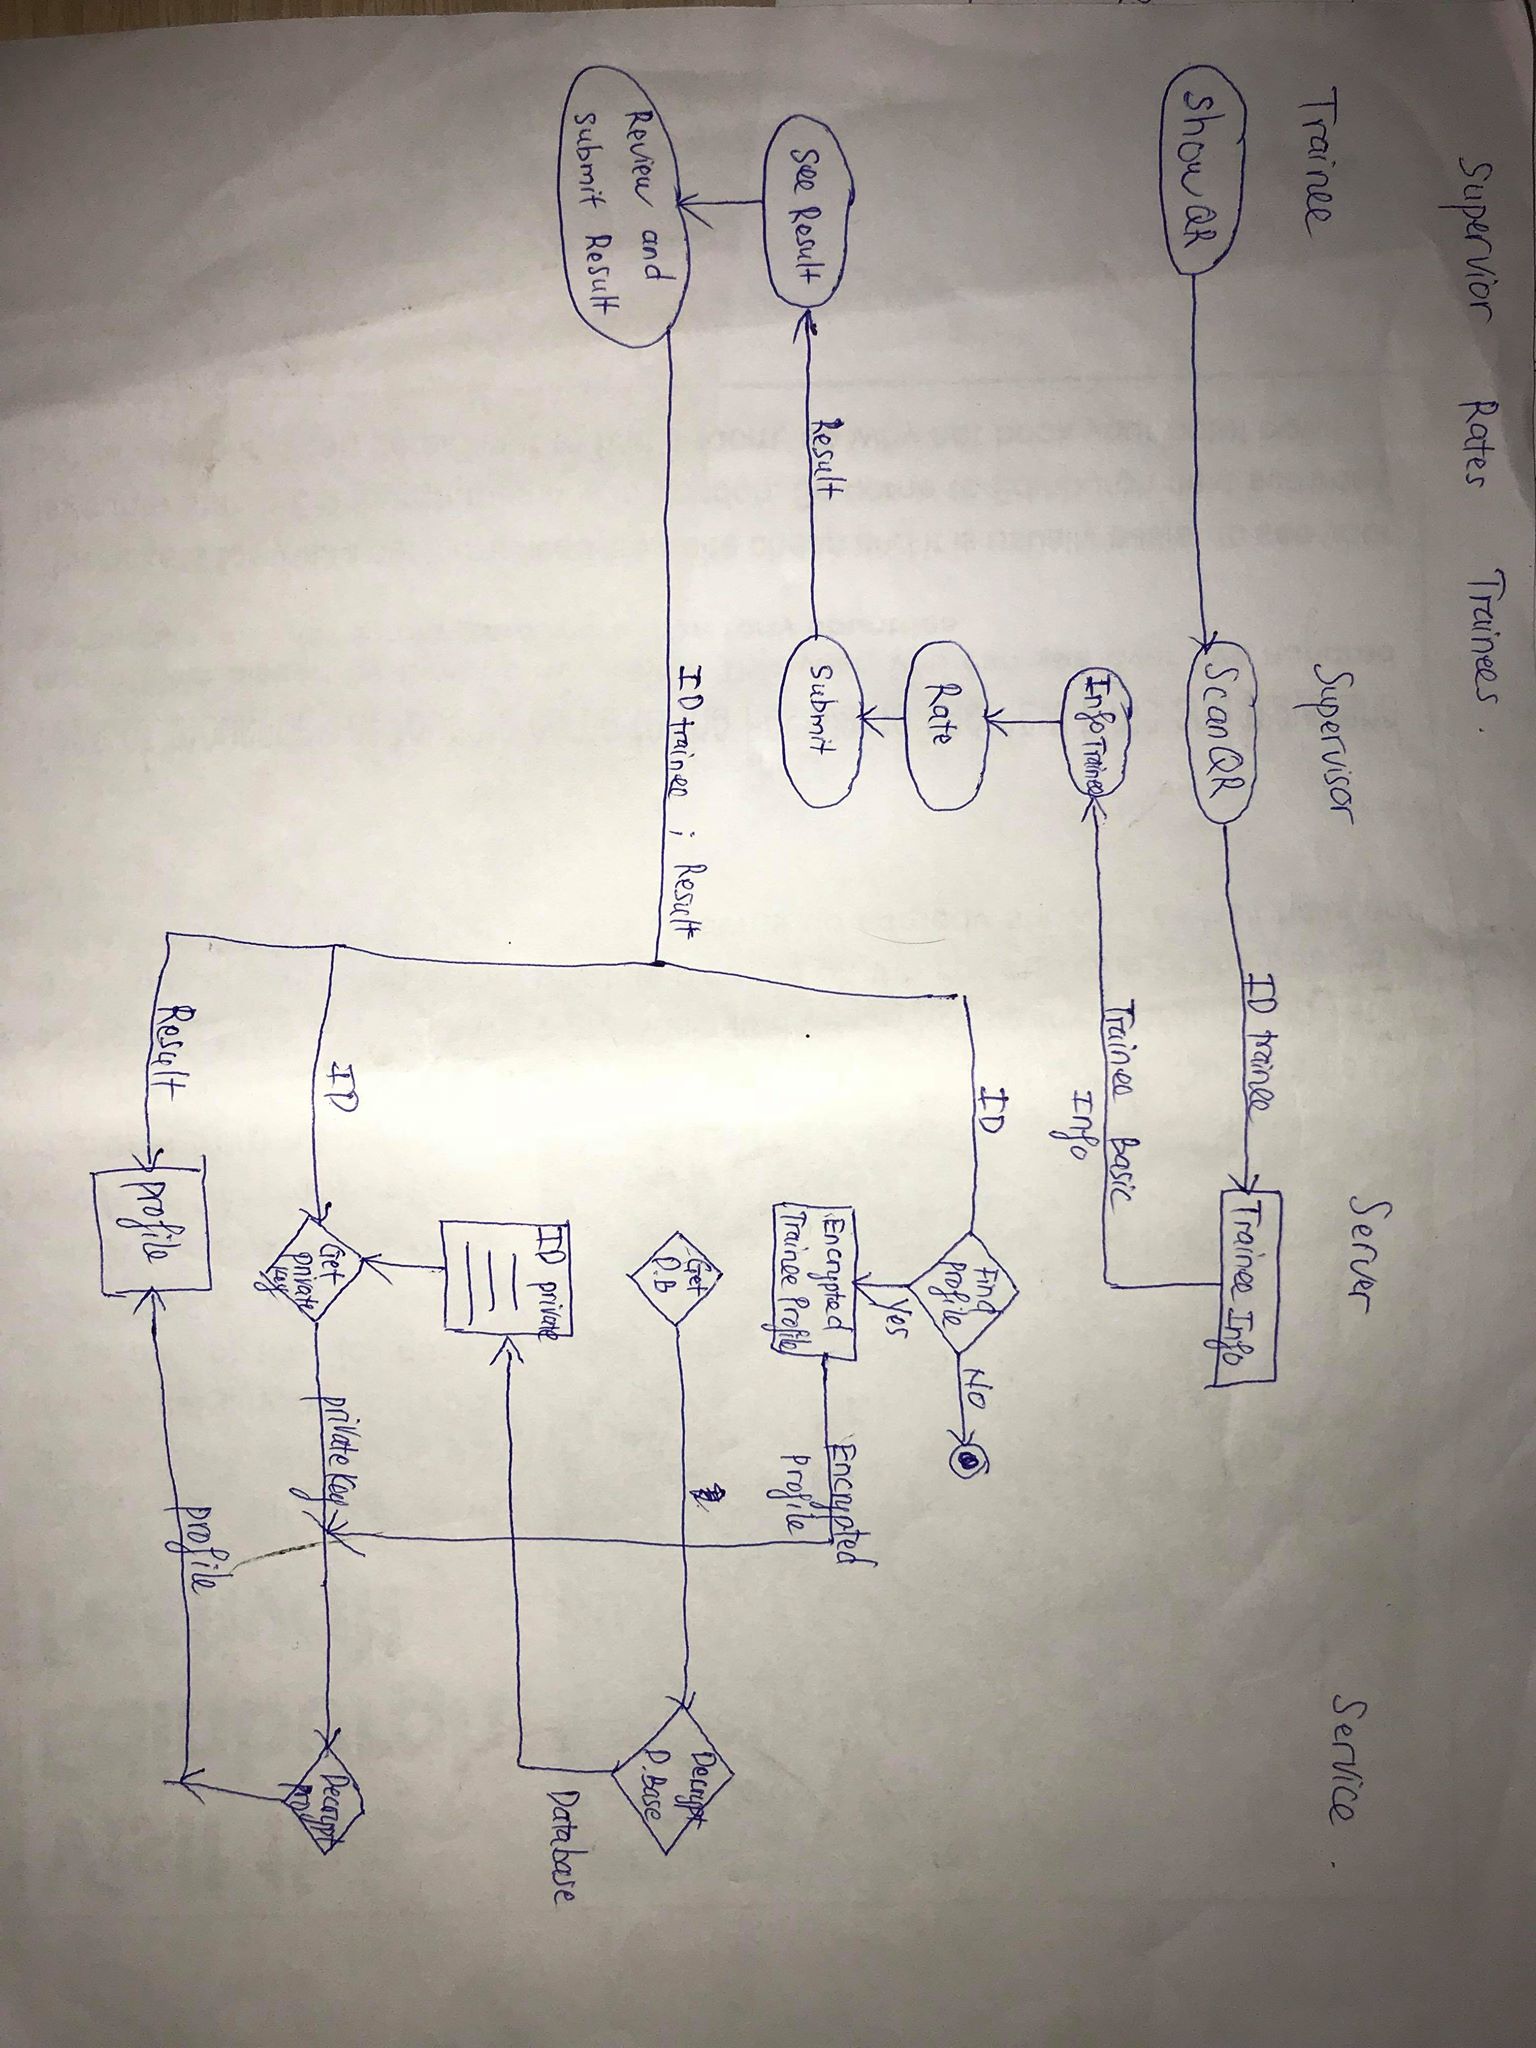 Supervior Rates Trainees.
Trainee
Supervisor
Server
Service.
Show QR
Scan QR
ID trainee
Trainee Info
Trainee Basic
Info
Info Trainee
Rate
Submit
Result
See Result
Review and
submit Result
ID trainee ; Result
ID
Find
profile
No
Yes
Encrypted
Trainee Profile
Encrypted
Profile
Get
D.B
Decrypt
D.Base
Database
ID private
ID
Get
private
key
private key
Decrypt
profile
Result
profile